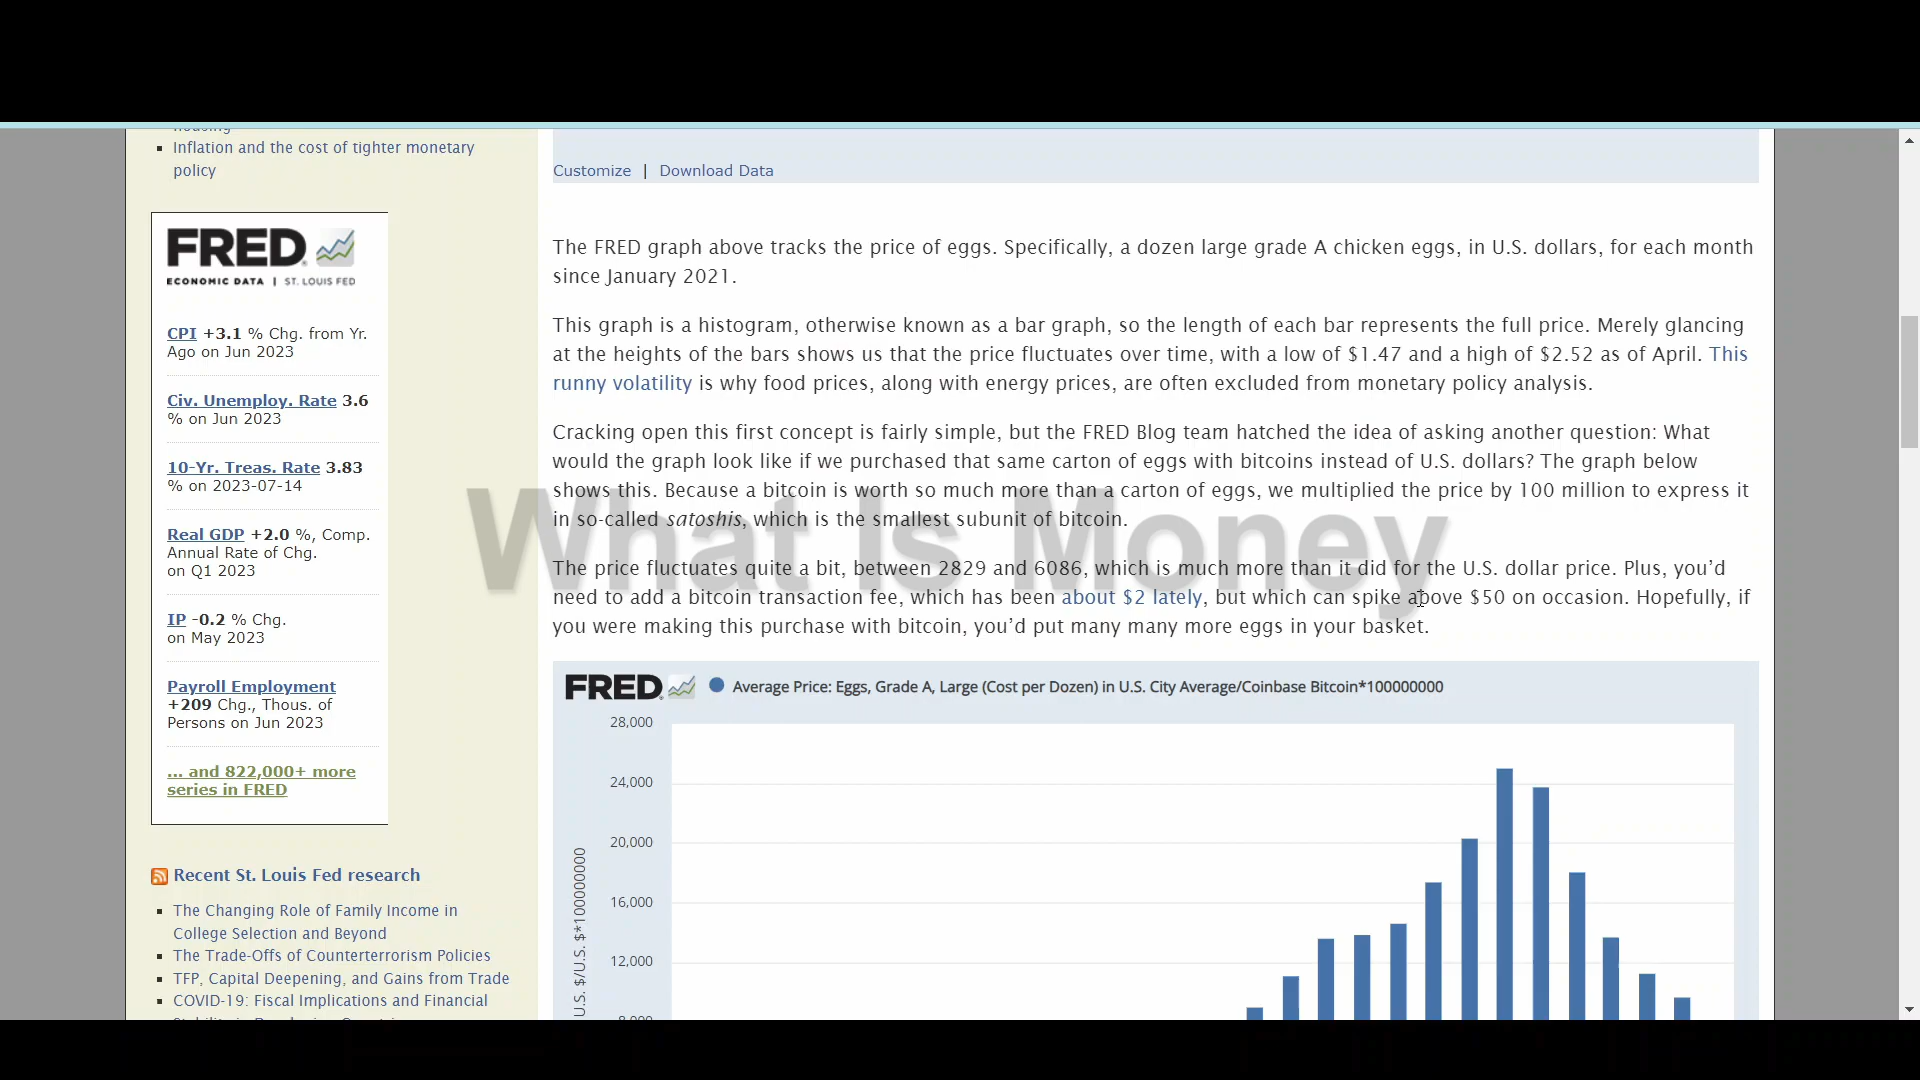 housing
Inflation and the cost of tighter monetary
policy
FRED
ECONOMIC DATA | ST. LOUIS FED
CPI +3.1 % Chg. from Yr.
Ago on Jun 2023
Civ. Unemploy. Rate 3.6
% on Jun 2023
10-Yr. Treas. Rate 3.83
% on 2023-07-14
Real GDP +2.0 %, Comp.
Annual Rate of Chg.
on Q1 2023
IP -0.2 % Chg.
on May 2023
Payroll Employment
+209 Chg., Thous. of
Persons on Jun 2023
... and 822,000+ more
series in FRED
Recent St. Louis Fed research
The Changing Role of Family Income in
College Selection and Beyond
The Trade-Offs of Counterterrorism Policies
TFP, Capital Deepening, and Gains from Trade
COVID-19: Fiscal Implications and Financial
Customize | Download Data
The FRED graph above tracks the price of eggs. Specifically, a dozen large grade A chicken eggs, in U.S. dollars, for each month
since January 2021.
This graph is a histogram, otherwise known as a bar graph, so the length of each bar represents the full price. Merely glancing
at the heights of the bars shows us that the price fluctuates over time, with a low of $1.47 and a high of $2.52 as of April. This
runny volatility is why food prices, along with energy prices, are often excluded from monetary policy analysis.
Cracking open this first concept is fairly simple, but the FRED Blog team hatched the idea of asking another question: What
would the graph look like if we purchased that same carton of eggs with bitcoins instead of U.S. dollars? The graph below
shows this. Because a bitcoin is worth so much more than a carton of eggs, we multiplied the price by 100 million to express it
in so-called satoshis, which is the smallest subunit of bitcoin.
What Is Money
The price fluctuates quite a bit, between 2829 and 6086, which is much more than it did for the U.S. dollar price. Plus, you'd
need to add a bitcoin transaction fee, which has been about $2 lately, but which can spike above $50 on occasion. Hopefully, if
you were making this purchase with bitcoin, you'd put many many more eggs in your basket.
FRED Average Price: Eggs, Grade A, Large (Cost per Dozen) in U.S. City Average/Coinbase Bitcoin*100000000
28,000
24,000
20,000
16,000
12,000
8,000
U.S. $/U.S. $*100000000